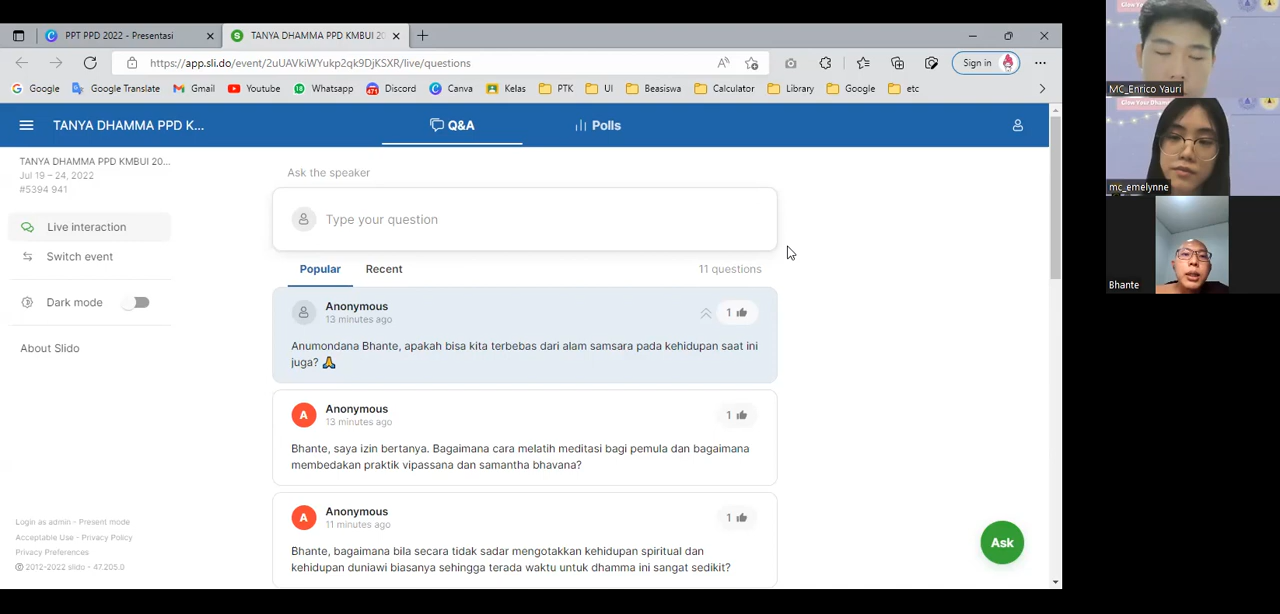 PPT PPD 2022 - Presentasi
TANYA DHAMMA PPD KMBUI 20
https://app.sli.do/event/2uUAVkiWYukp2qk9DjKSXR/live/questions
Sign in
Google
Google Translate
Gmail
Youtube
Whatsapp
Discord
Canva
Kelas
PTK
UI
Beasiswa
Calculator
Library
Google
etc
TANYA DHAMMA PPD K...
Q&A
Polls
TANYA DHAMMA PPD KMBUI 20...
Jul 19 – 24, 2022
#5394 941
Live interaction
Switch event
Dark mode
About Slido
Login as admin - Present mode
Acceptable Use - Privacy Policy
Privacy Preferences
© 2012-2022 slido - 47.205.0
Ask the speaker
Type your question
Popular
Recent
11 questions
Anonymous
13 minutes ago
1
Anumondana Bhante, apakah bisa kita terbebas dari alam samsara pada kehidupan saat ini
juga? 🙏
A
Anonymous
13 minutes ago
1
Bhante, saya izin bertanya. Bagaimana cara melatih meditasi bagi pemula dan bagaimana
membedakan praktik vipassana dan samantha bhavana?
A
Anonymous
11 minutes ago
1
Bhante, bagaimana bila secara tidak sadar mengotakkan kehidupan spiritual dan
kehidupan duniawi biasanya sehingga terada waktu untuk dhamma ini sangat sedikit?
Ask
MC_Enrico Yauri
mc_emelynne
Bhante